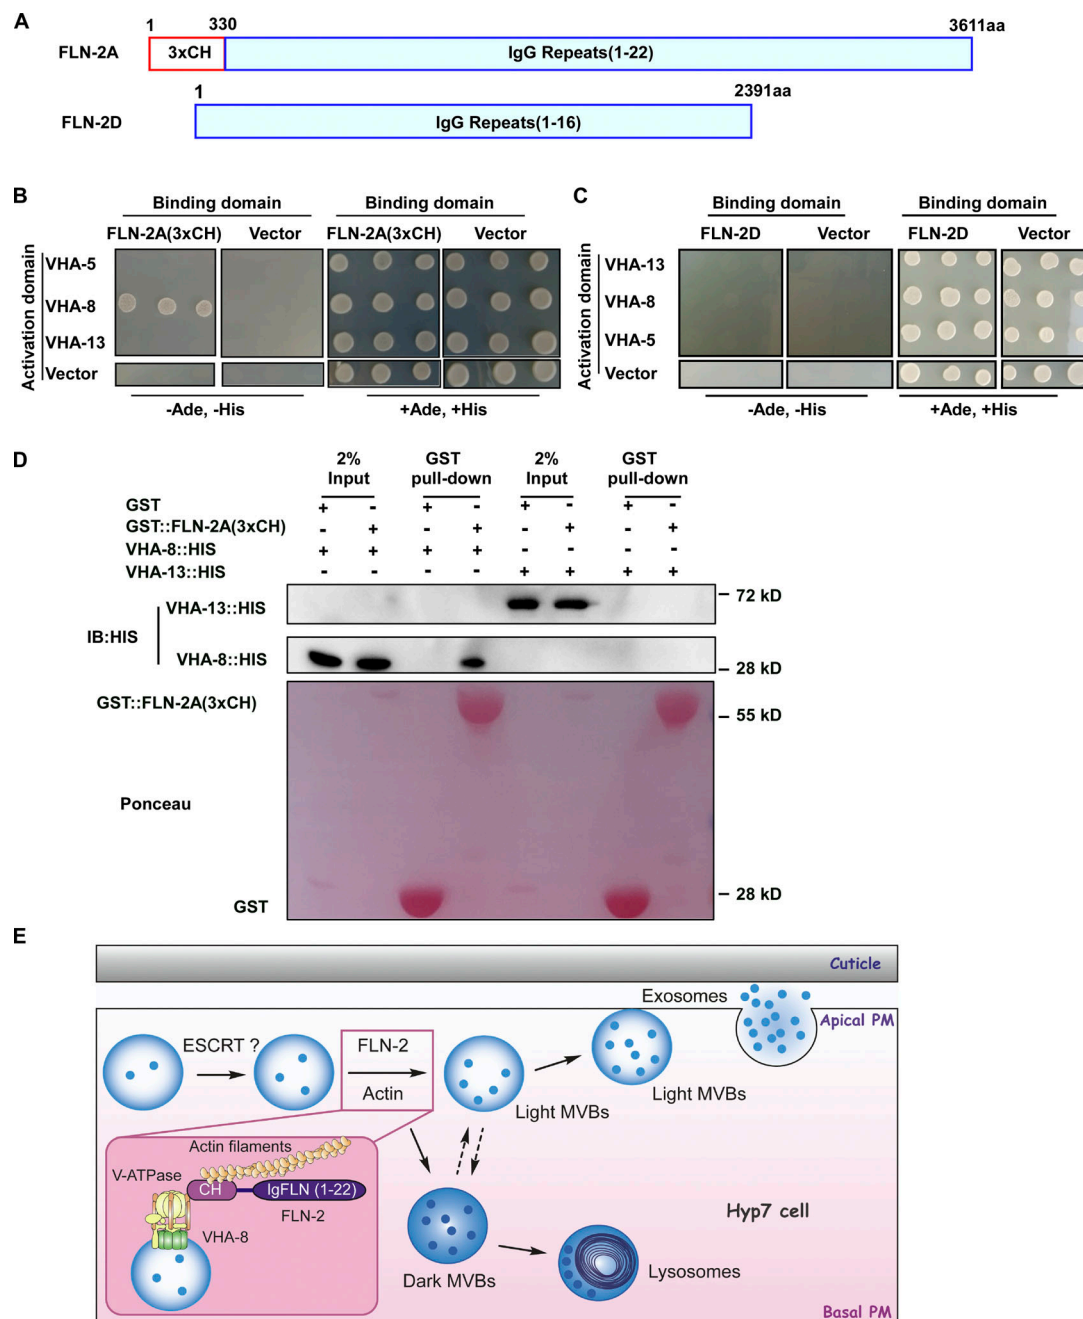 A
1 330 3611aa
FLN-2A 3xCH IgG Repeats(1-22)
1 2391aa
FLN-2D IgG Repeats(1-16)
B
Binding domain Binding domain
FLN-2A(3xCH) Vector FLN-2A(3xCH) Vector
Activation domain
VHA-5
VHA-8
VHA-13
Vector
-Ade, -His +Ade, +His
C
Binding domain Binding domain
FLN-2D Vector FLN-2D Vector
Activation domain
VHA-13
VHA-8
VHA-5
Vector
-Ade, -His +Ade, +His
D
2% Input GST pull-down 2% Input GST pull-down
GST + - + - + - + -
GST::FLN-2A(3xCH) - + - + - + - +
VHA-8::HIS + + + + - - - -
VHA-13::HIS - - - - + + + +
VHA-13::HIS – 72 kD
IB:HIS
VHA-8::HIS – 28 kD
GST::FLN-2A(3xCH) – 55 kD
Ponceau
GST – 28 kD
E
Cuticle
Exosomes
Apical PM
ESCRT ? FLN-2
Actin
Light MVBs Light MVBs
Actin filaments
V-ATPase
CH IgFLN (1-22)
FLN-2
VHA-8
Hyp7 cell
Dark MVBs Lysosomes
Basal PM